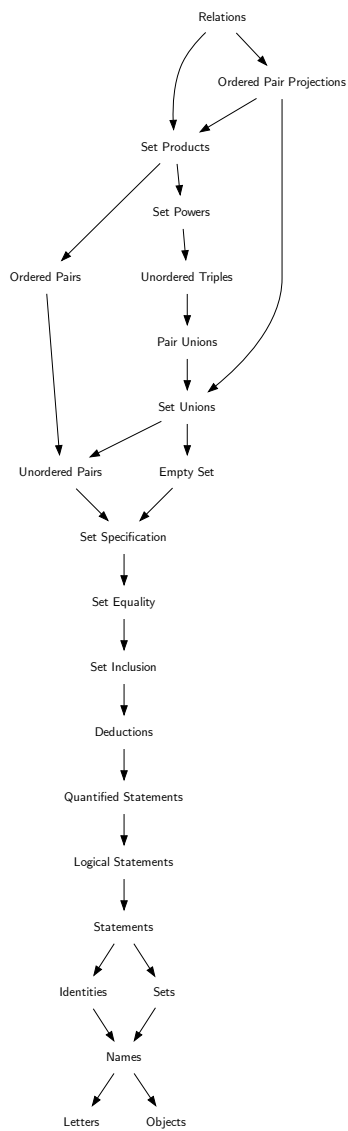 Relations
Ordered Pair Projections
Set Products
Set Powers
Ordered Pairs
Unordered Triples
Pair Unions
Set Unions
Unordered Pairs
Empty Set
Set Specification
Set Equality
Set Inclusion
Deductions
Quantified Statements
Logical Statements
Statements
Identities
Sets
Names
Letters
Objects